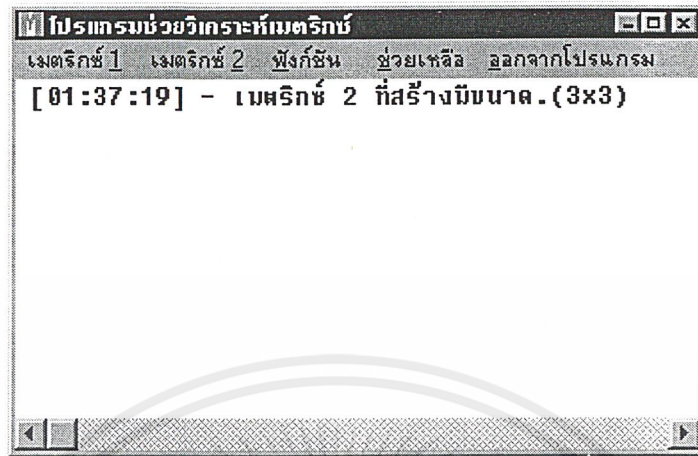 โปรแกรมช่วยวิเคราะห์เมตริกซ์
เมตริกซ์ 1 เมตริกซ์ 2 ฟังก์ชัน ช่วยเหลือ ออกจากโปรแกรม
[01:37:19] - เมตริกซ์ 2 ที่สร้างมีขนาด.(3x3)